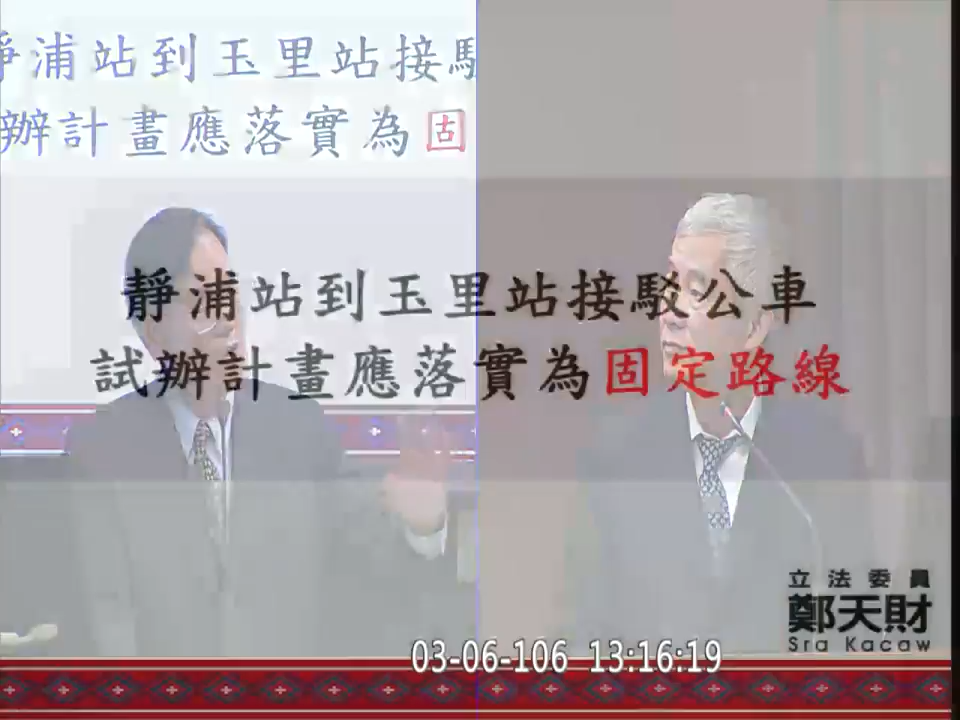 靜浦站到玉里站接駁
試辦計畫應落實為固
靜浦站到玉里站接駁公車
試辦計畫應落實為固定路線
立法委員
鄭天財
Sra Kacaw
03-06-106 13:16:19